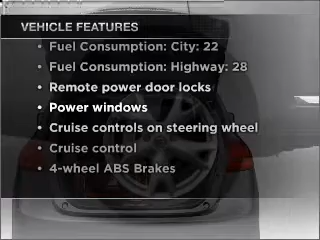 VEHICLE FEATURES
• Fuel Consumption: City: 22
• Fuel Consumption: Highway: 28
• Remote power door locks
• Power windows
• Cruise controls on steering wheel
• Cruise control
• 4-wheel ABS Brakes